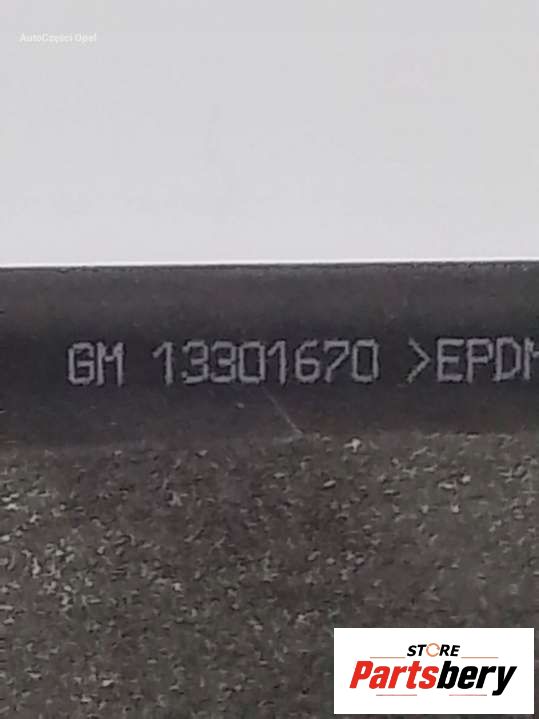 AutoCzęści Opel
GM 13301670 >EPDM
STORE
Partsbery